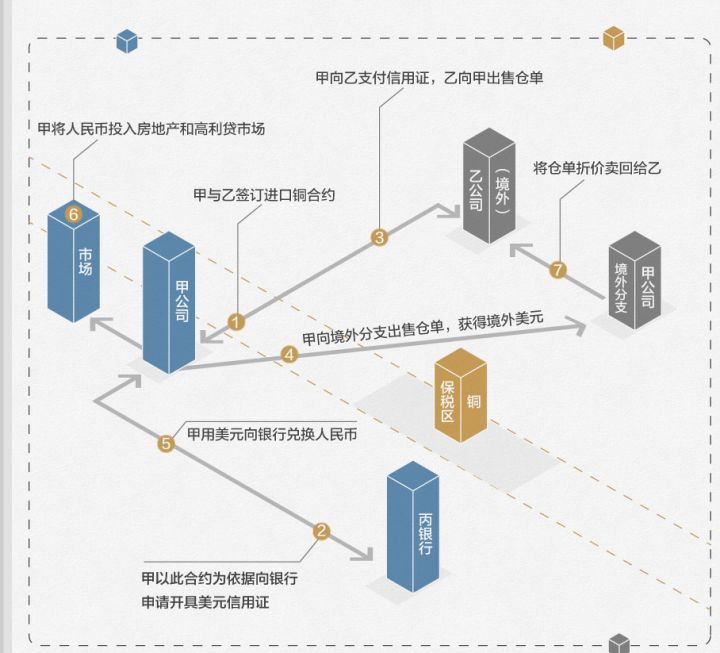 甲向乙支付信用证，乙向甲出售仓单
甲将人民币投入房地产和高利贷市场
甲与乙签订进口铜合约
将仓单折价卖回给乙
乙公司
（境外）
6
市场
甲公司
3
7
境外分支
甲公司
1
甲向境外分支出售仓单，获得境外美元
4
保税区
铜
甲用美元向银行兑换人民币
5
丙银行
2
甲以此合约为依据向银行
申请开具美元信用证